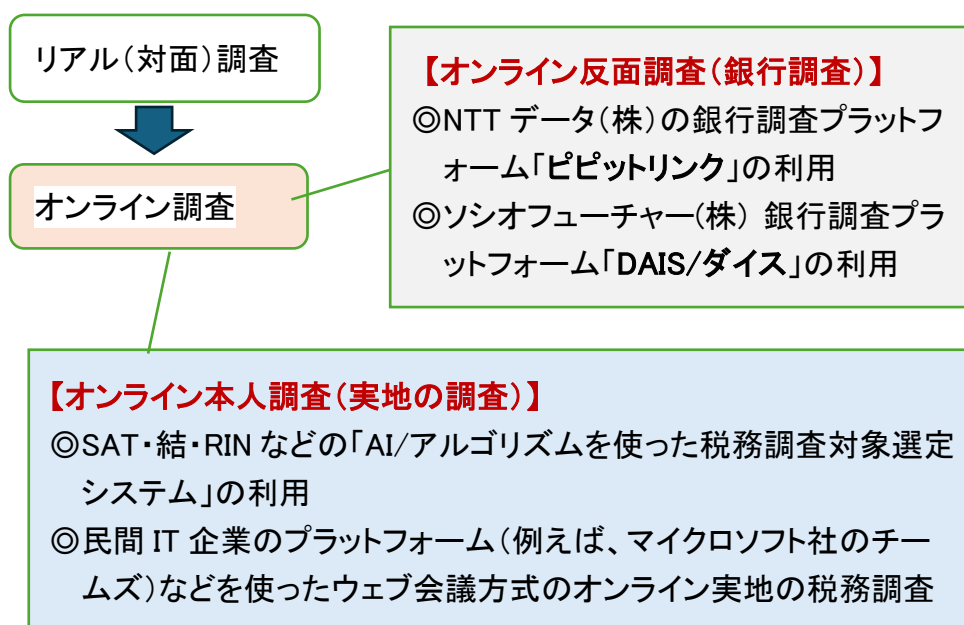 リアル（対面）調査
オンライン調査
【オンライン反面調査（銀行調査）】
◎NTT データ（株）の銀行調査プラットフ
ォーム「ピピットリンク」の利用
◎ソシオフューチャー（株） 銀行調査プラ
ットフォーム「DAIS/ダイス」の利用
【オンライン本人調査（実地の調査）】
◎SAT・結・RIN などの「AI/アルゴリズムを使った税務調査対象選定
システム」の利用
◎民間 IT 企業のプラットフォーム（例えば、マイクロソフト社のチー
ムズ）などを使ったウェブ会議方式のオンライン実地の税務調査